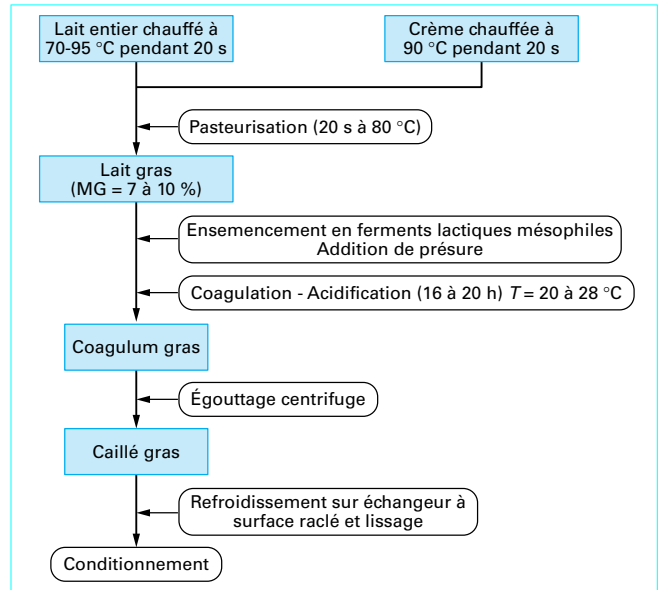 Lait entier chauffé à
70-95 °C pendant 20 s
Crème chauffée à
90 °C pendant 20 s
Pasteurisation (20 s à 80 °C)
Lait gras
(MG = 7 à 10 %)
Ensemencement en ferments lactiques mésophiles
Addition de présure
Coagulation - Acidification (16 à 20 h) T = 20 à 28 °C
Coagulum gras
Égouttage centrifuge
Caillé gras
Refroidissement sur échangeur à
surface raclé et lissage
Conditionnement